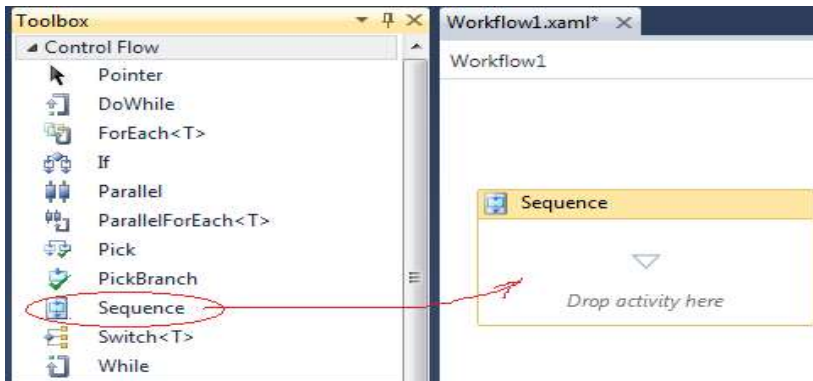 Toolbox
Control Flow
Pointer
DoWhile
ForEach<T>
If
Parallel
ParallelForEach<T>
Pick
PickBranch
Sequence
Switch<T>
While
Workflow1.xaml*
Workflow1
Sequence
Drop activity here